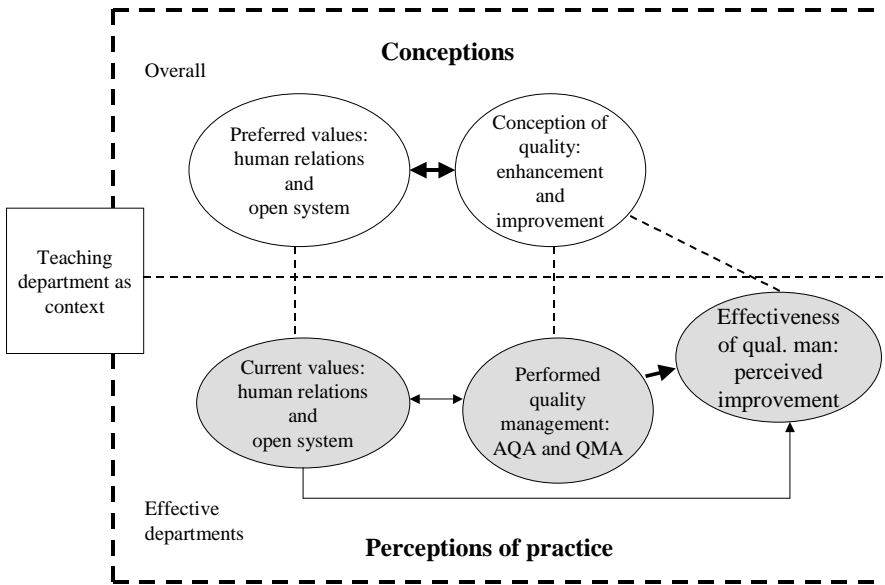 Conceptions
Overall
Preferred values:
human relations
and
open system
Conception of
quality:
enhancement
and
improvement
Teaching
department as
context
Effectiveness
of qual. man:
perceived
improvement
Current values:
human relations
and
open system
Performed
quality
management:
AQA and QMA
Effective
departments
Perceptions of practice